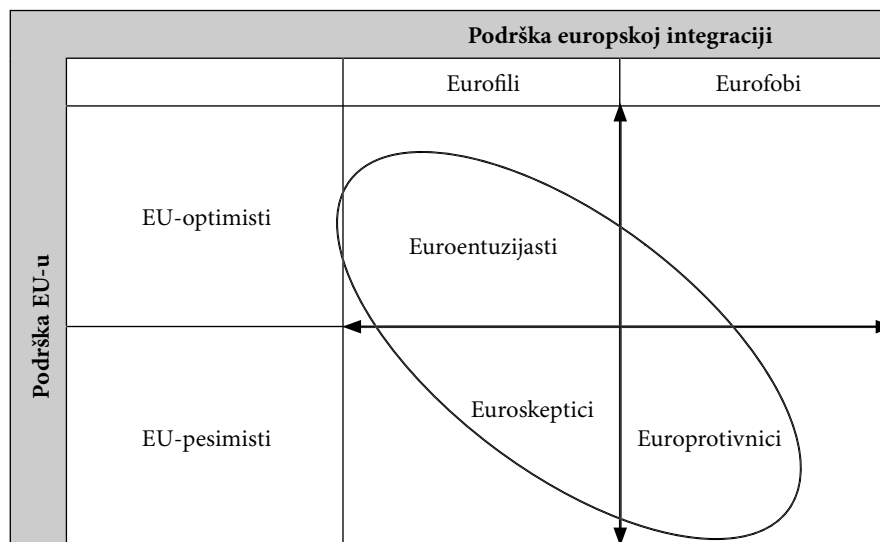 Podrška europskoj integraciji
Eurofili
Eurofobi
Podrška EU-u
EU-optimisti
Euroentuzijasti
Euroskeptici
EU-pesimisti
Europrotivnici